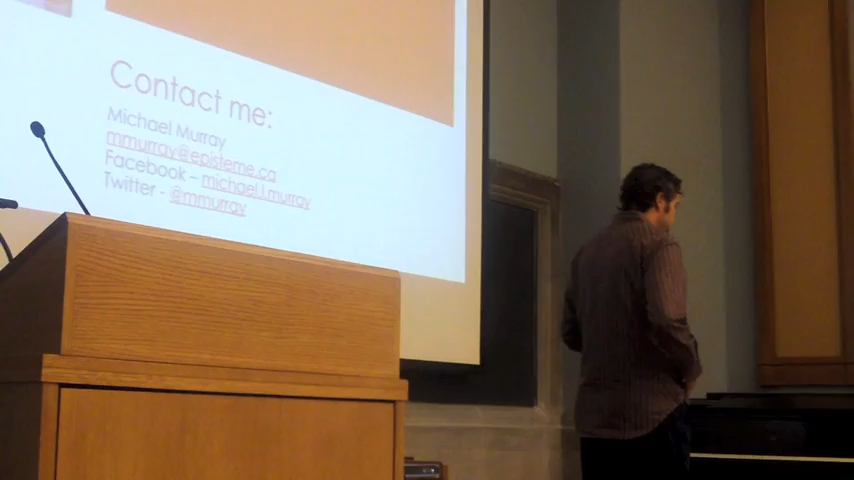 Contact me:
Michael Murray
mmurray@episteme.ca
Facebook – michael.l.murray
Twitter - @mmurray